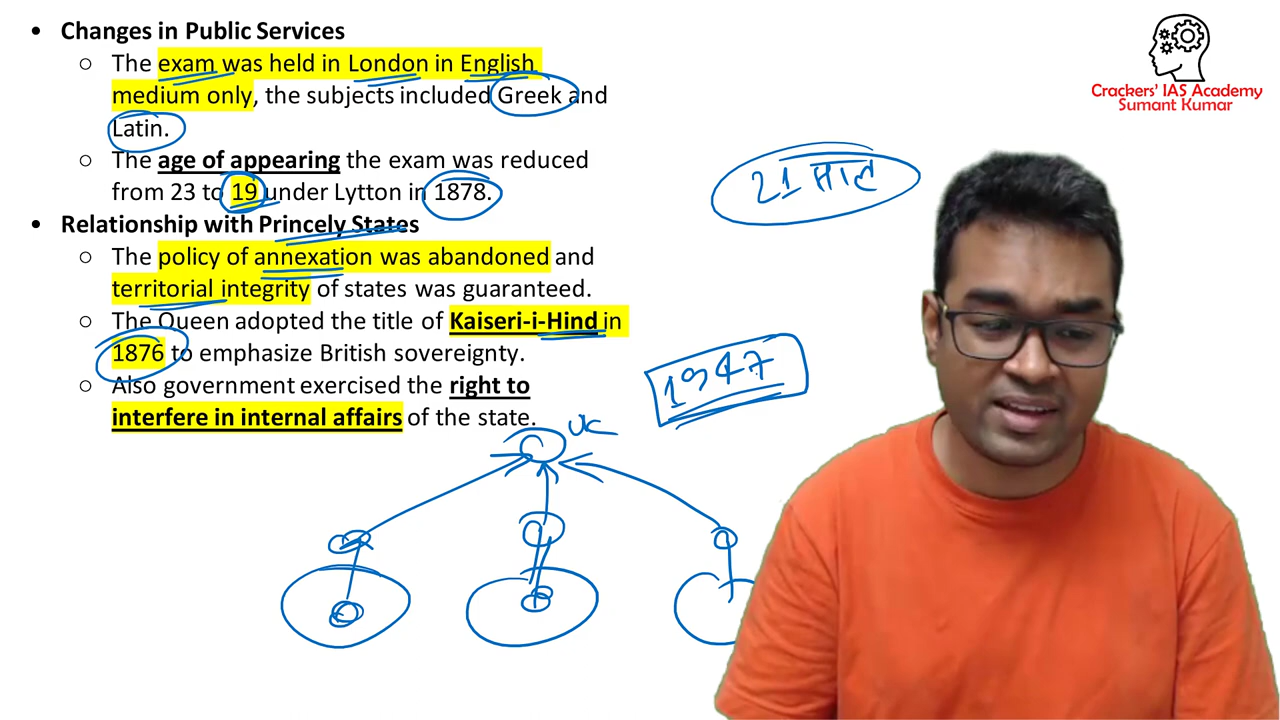 • Changes in Public Services
○ The exam was held in London in English
medium only, the subjects included Greek and
Latin.
○ The age of appearing the exam was reduced
from 23 to 19 under Lytton in 1878.
• Relationship with Princely States
○ The policy of annexation was abandoned and
territorial integrity of states was guaranteed.
○ The Queen adopted the title of Kaiseri-i-Hind in
1876 to emphasize British sovereignty.
○ Also government exercised the right to
interfere in internal affairs of the state.
UK
21 साल
1947
Crackers' IAS Academy
Sumant Kumar